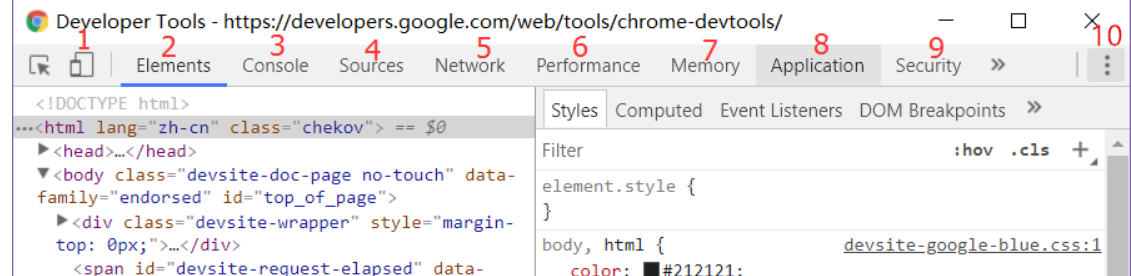 Developer Tools - https://developers.google.com/web/tools/chrome-devtools/
1 2 3 4 5 6 7 8 9 10
Elements Console Sources Network Performance Memory Application Security »
<!DOCTYPE html>
···<html lang="zh-cn" class="chekov"> == $0
▶<head>…</head>
▼<body class="devsite-doc-page no-touch" data-
family="endorsed" id="top_of_page">
▶<div class="devsite-wrapper" style="margin-
top: 0px;">…</div>
<span id="devsite-request-elapsed" data-
Styles Computed Event Listeners DOM Breakpoints »
Filter :hov .cls +
element.style {
}
body, html { devsite-google-blue.css:1
color: #212121;